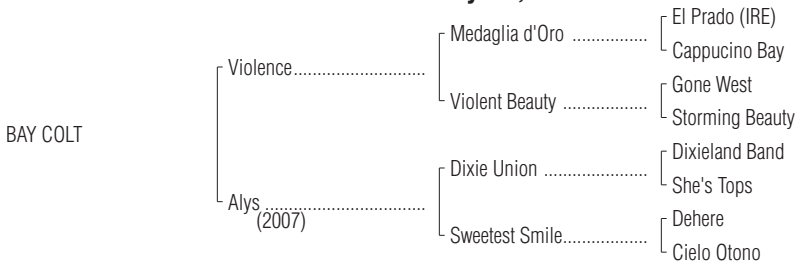 El Prado (IRE)
Medaglia d'Oro ..................
Cappucino Bay
Violence...........................
Gone West
Violent Beauty ..................
Storming Beauty
BAY COLT
Dixieland Band
Dixie Union ......................
She's Tops
Alys .................................
(2007)
Dehere
Sweetest Smile..................
Cielo Otono